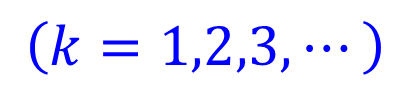 (k = 1,2,3, ⋯ )